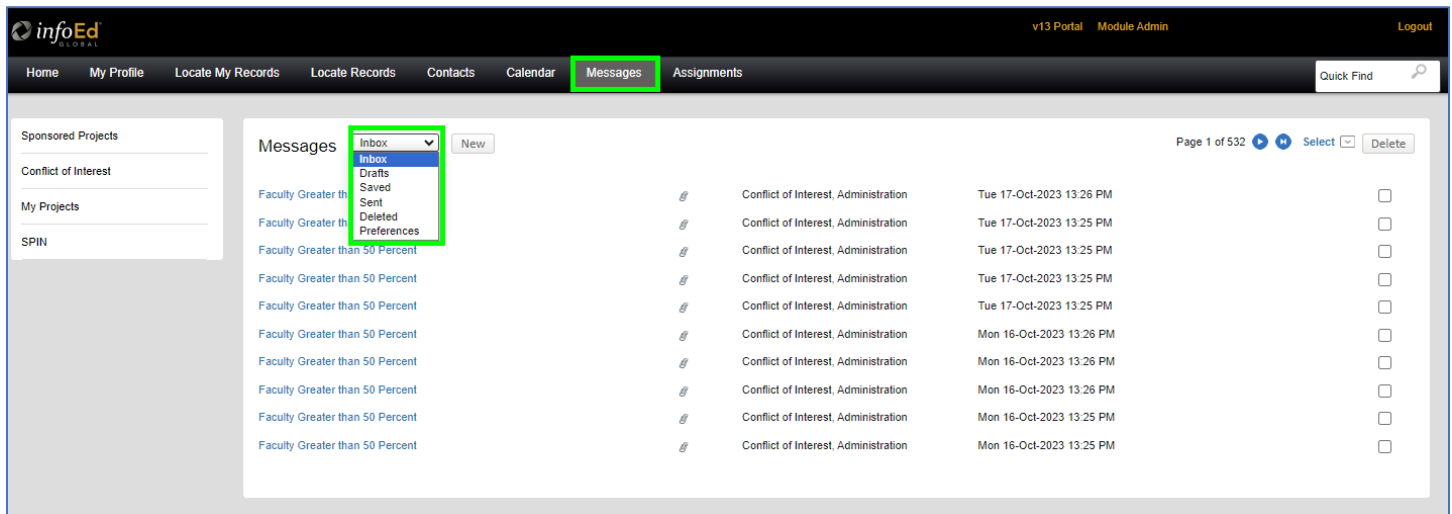 infoEd
GLOBAL
v13 Portal Module Admin Logout
Home My Profile Locate My Records Locate Records Contacts Calendar Messages Assignments Quick Find
Sponsored Projects
Conflict of Interest
My Projects
SPIN
Messages Inbox New Page 1 of 532 Select Delete
Inbox
Drafts
Saved
Sent
Deleted
Preferences
Faculty Greater th Conflict of Interest, Administration Tue 17-Oct-2023 13:26 PM
Faculty Greater th Conflict of Interest, Administration Tue 17-Oct-2023 13:25 PM
Faculty Greater than 50 Percent Conflict of Interest, Administration Tue 17-Oct-2023 13:25 PM
Faculty Greater than 50 Percent Conflict of Interest, Administration Tue 17-Oct-2023 13:25 PM
Faculty Greater than 50 Percent Conflict of Interest, Administration Tue 17-Oct-2023 13:25 PM
Faculty Greater than 50 Percent Conflict of Interest, Administration Mon 16-Oct-2023 13:26 PM
Faculty Greater than 50 Percent Conflict of Interest, Administration Mon 16-Oct-2023 13:26 PM
Faculty Greater than 50 Percent Conflict of Interest, Administration Mon 16-Oct-2023 13:26 PM
Faculty Greater than 50 Percent Conflict of Interest, Administration Mon 16-Oct-2023 13:25 PM
Faculty Greater than 50 Percent Conflict of Interest, Administration Mon 16-Oct-2023 13:25 PM